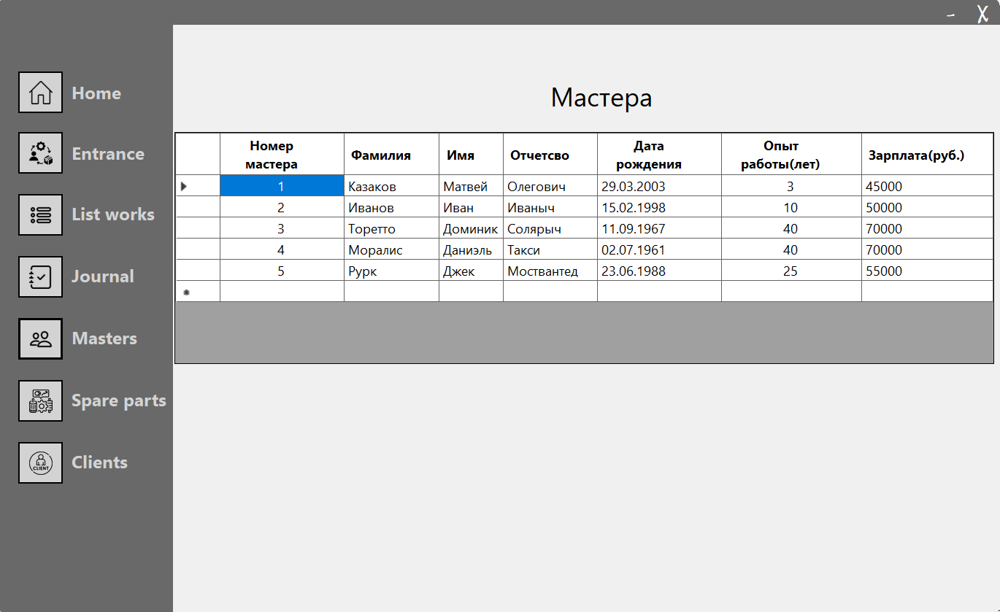 Home
Entrance
List works
Journal
Masters
Spare parts
CLIENT
Clients
Мастера
Номер мастера Фамилия Имя Отчетсво Дата рождения Опыт работы(лет) Зарплата(руб.)
1 Казаков Матвей Олегович 29.03.2003 3 45000
2 Иванов Иван Иваныч 15.02.1998 10 50000
3 Торетто Доминик Солярыч 11.09.1967 40 70000
4 Моралис Даниэль Такси 02.07.1961 40 70000
5 Рурк Джек Моствантед 23.06.1988 25 55000